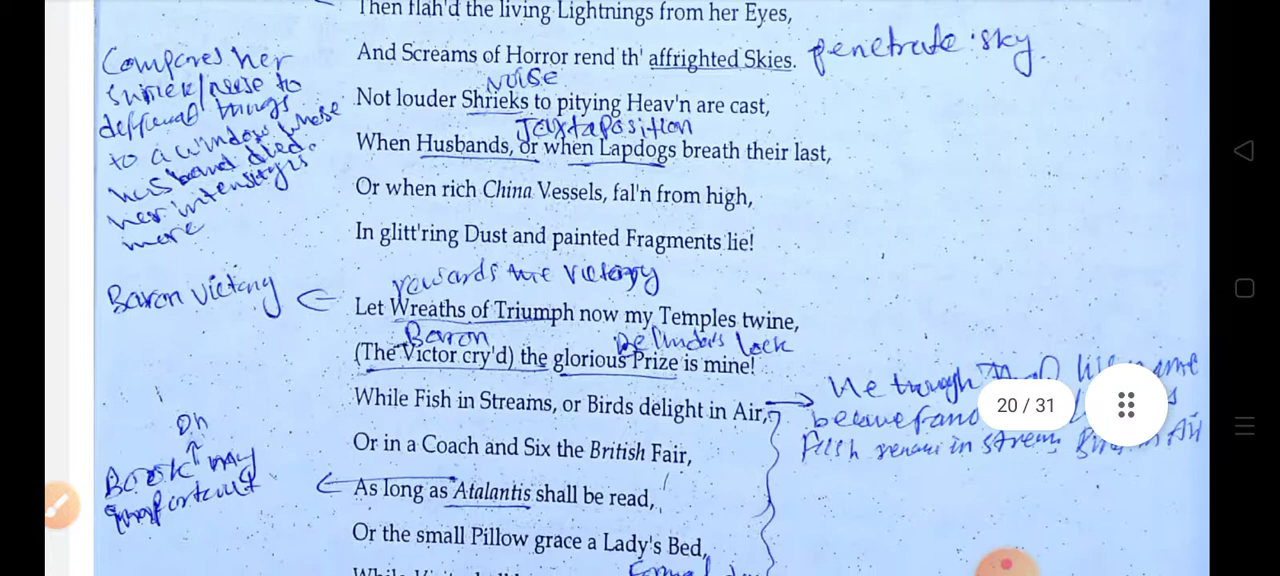 Then flah'd the living Lightnings from her Eyes,
And Screams of Horror rend th' affrighted Skies. penetrate sky.
Compares her
shriek/noise to
things
to a window whose
husband died.
her intensity is
more
noise
Not louder Shrieks to pitying Heav'n are cast,
Juxtaposition
When Husbands, or when Lapdogs breath their last,
Or when rich China Vessels, fal'n from high,
In glitt'ring Dust and painted Fragments lie!
rewards the victory
Baron victory
Let Wreaths of Triumph now my Temples twine,
Baron Belinda's lock
(The Victor cry'd) the glorious Prize is mine!
While Fish in Streams, or Birds delight in Air,
He
became
Fish remain in stream Air
20 / 31
Or in a Coach and Six the British Fair,
Book
As long as Atalantis shall be read,
Or the small Pillow grace a Lady's Bed,